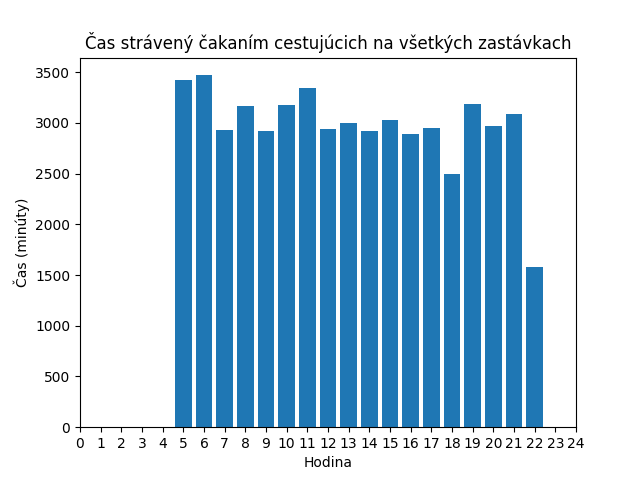 Čas strávený čakaním cestujúcich na všetkých zastávkach
Čas (minúty)
3500
3000
2500
2000
1500
1000
500
0
0 1 2 3 4 5 6 7 8 9 10 11 12 13 14 15 16 17 18 19 20 21 22 23 24
Hodina